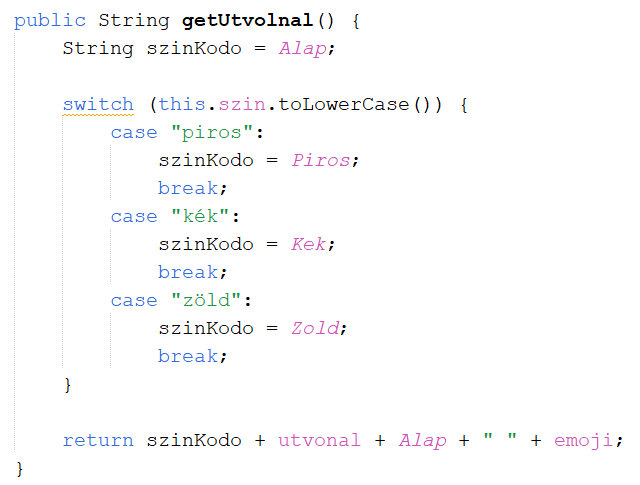 public String getUtvolnal() {
    String szinKodo = Alap;

    switch (this.szin.toLowerCase()) {
        case "piros":
            szinKodo = Piros;
            break;
        case "kék":
            szinKodo = Kek;
            break;
        case "zöld":
            szinKodo = Zold;
            break;
    }

    return szinKodo + utvonal + Alap + " " + emoji;
}